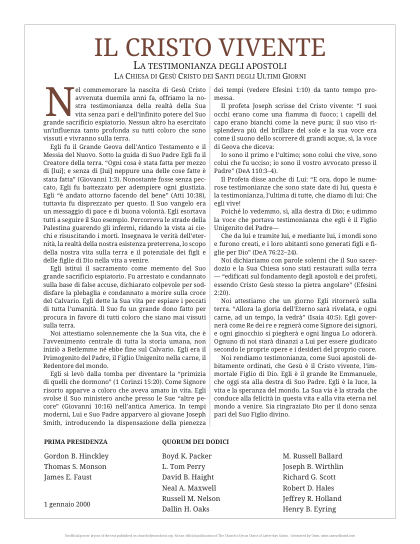 IL CRISTO VIVENTE
La testimonianza degli apostoli
La Chiesa di Gesù Cristo dei Santi degli Ultimi Giorni
Nel commemorare la nascita di Gesù Cristo
avvenuta duemila anni fa, offriamo la no-
stra testimonianza della realtà della Sua
vita senza pari e dell'infinito potere del Suo
grande sacrificio espiatorio. Nessun altro ha esercitato
un'influenza tanto profonda su tutti coloro che sono
vissuti e vivranno sulla terra.
Egli fu il Grande Geova dell'Antico Testamento e il
Messia del Nuovo. Sotto la guida di Suo Padre Egli fu il
Creatore della terra. "Ogni cosa è stata fatta per mezzo
di [lui]; e senza di [lui] neppure una delle cose fatte è
stata fatta" (Giovanni 1:3). Nonostante fosse senza pec-
cato, Egli fu battezzato per adempiere ogni giustizia.
Egli "è andato attorno facendo del bene" (Atti 10:38),
tuttavia fu disprezzato per questo. Il Suo vangelo era
un messaggio di pace e di buona volontà. Egli esortava
tutti a seguire il Suo esempio. Percorreva le strade della
Palestina guarendo gli infermi, ridando la vista ai cie-
chi e risuscitando i morti. Insegnava le verità dell'eter-
nità, la realtà della nostra esistenza preterrena, lo scopo
della nostra vita sulla terra e il potenziale dei figli e
delle figlie di Dio nella vita a venire.
Egli istituì il sacramento come memento del Suo
grande sacrificio espiatorio. Fu arrestato e condannato
sulla base di false accuse, dichiarato colpevole per sod-
disfare la plebaglia e condannato a morire sulla croce
del Calvario. Egli dette la Sua vita per espiare i peccati
di tutta l'umanità. Il Suo fu un grande dono fatto per
procura in favore di tutti coloro che siano mai vissuti
sulla terra.
Noi attestiamo solennemente che la Sua vita, che è
l'avvenimento centrale di tutta la storia umana, non
iniziò a Betlemme né ebbe fine sul Calvario. Egli era il
Primogenito del Padre, il Figlio Unigenito nella carne, il
Redentore del mondo.
Egli si levò dalla tomba per diventare la "primizia
di quelli che dormono" (1 Corinzi 15:20). Come Signore
risorto apparve a coloro che aveva amato in vita. Egli
svolse il Suo ministero anche presso le Sue "altre pe-
core" (Giovanni 10:16) nell'antica America. In tempi
moderni, Lui e Suo Padre apparvero al giovane Joseph
Smith, introducendo la dispensazione della pienezza
dei tempi (vedere Efesini 1:10) da tanto tempo pro-
messa.
Il profeta Joseph scrisse del Cristo vivente: "I suoi
occhi erano come una fiamma di fuoco; i capelli del
capo erano bianchi come la neve pura; il suo viso ri-
splendeva più del brillare del sole e la sua voce era
come il suono dello scorrere di grandi acque, sì, la voce
di Geova che diceva:
Io sono il primo e l'ultimo; sono colui che vive, sono
colui che fu ucciso; io sono il vostro avvocato presso il
Padre" (DeA 110:3–4).
Il Profeta disse anche di Lui: "E ora, dopo le nume-
rose testimonianze che sono state date di lui, questa è
la testimonianza, l'ultima di tutte, che diamo di lui: Che
egli vive!
Poiché lo vedemmo, sì, alla destra di Dio; e udimmo
la voce che portava testimonianza che egli è il Figlio
Unigenito del Padre—
Che da lui e tramite lui, e mediante lui, i mondi sono
e furono creati, e i loro abitanti sono generati figli e fi-
glie per Dio" (DeA 76:22–24).
Noi dichiariamo con parole solenni che il Suo sacer-
dozio e la Sua Chiesa sono stati restaurati sulla terra
— "edificati sul fondamento degli apostoli e dei profeti,
essendo Cristo Gesù stesso la pietra angolare" (Efesini
2:20).
Noi attestiamo che un giorno Egli ritornerà sulla
terra. "Allora la gloria dell'Eterno sarà rivelata, e ogni
carne, ad un tempo, la vedrà" (Isaia 40:5). Egli gover-
nerà come Re dei re e regnerà come Signore dei signori,
e ogni ginocchio si piegherà e ogni lingua Lo adorerà.
Ognuno di noi starà dinanzi a Lui per essere giudicato
secondo le proprie opere e i desideri del proprio cuore.
Noi rendiamo testimonianza, come Suoi apostoli de-
bitamente ordinati, che Gesù è il Cristo vivente, l'im-
mortale Figlio di Dio. Egli è il grande Re Emmanuele,
che oggi sta alla destra di Suo Padre. Egli è la luce, la
vita e la speranza del mondo. La Sua via è la strada che
conduce alla felicità in questa vita e alla vita eterna nel
mondo a venire. Sia ringraziato Dio per il dono senza
pari del Suo Figlio divino.
PRIMA PRESIDENZA
Gordon B. Hinckley
Thomas S. Monson
James E. Faust
1 gennaio 2000
QUORUM DEI DODICI
Boyd K. Packer
L. Tom Perry
David B. Haight
Neal A. Maxwell
Russell M. Nelson
Dallin H. Oaks
M. Russell Ballard
Joseph B. Wirthlin
Richard G. Scott
Robert D. Hales
Jeffrey R. Holland
Henry B. Eyring